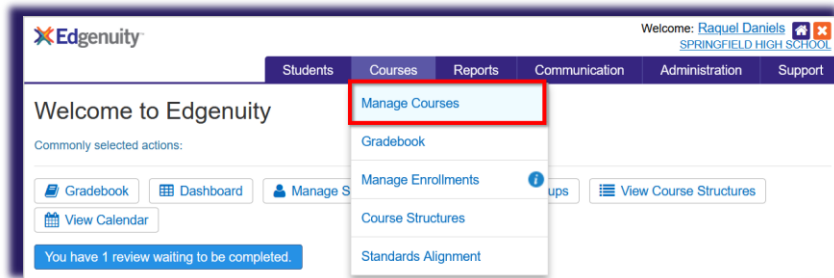 Edgenuity
Welcome: Raquel Daniels
SPRINGFIELD HIGH SCHOOL
Students Courses Reports Communication Administration Support
Welcome to Edgenuity
Commonly selected actions:
Manage Courses
Gradebook
Manage Enrollments
Course Structures
Standards Alignment
Gradebook Dashboard Manage S ups View Course Structures
View Calendar
You have 1 review waiting to be completed.